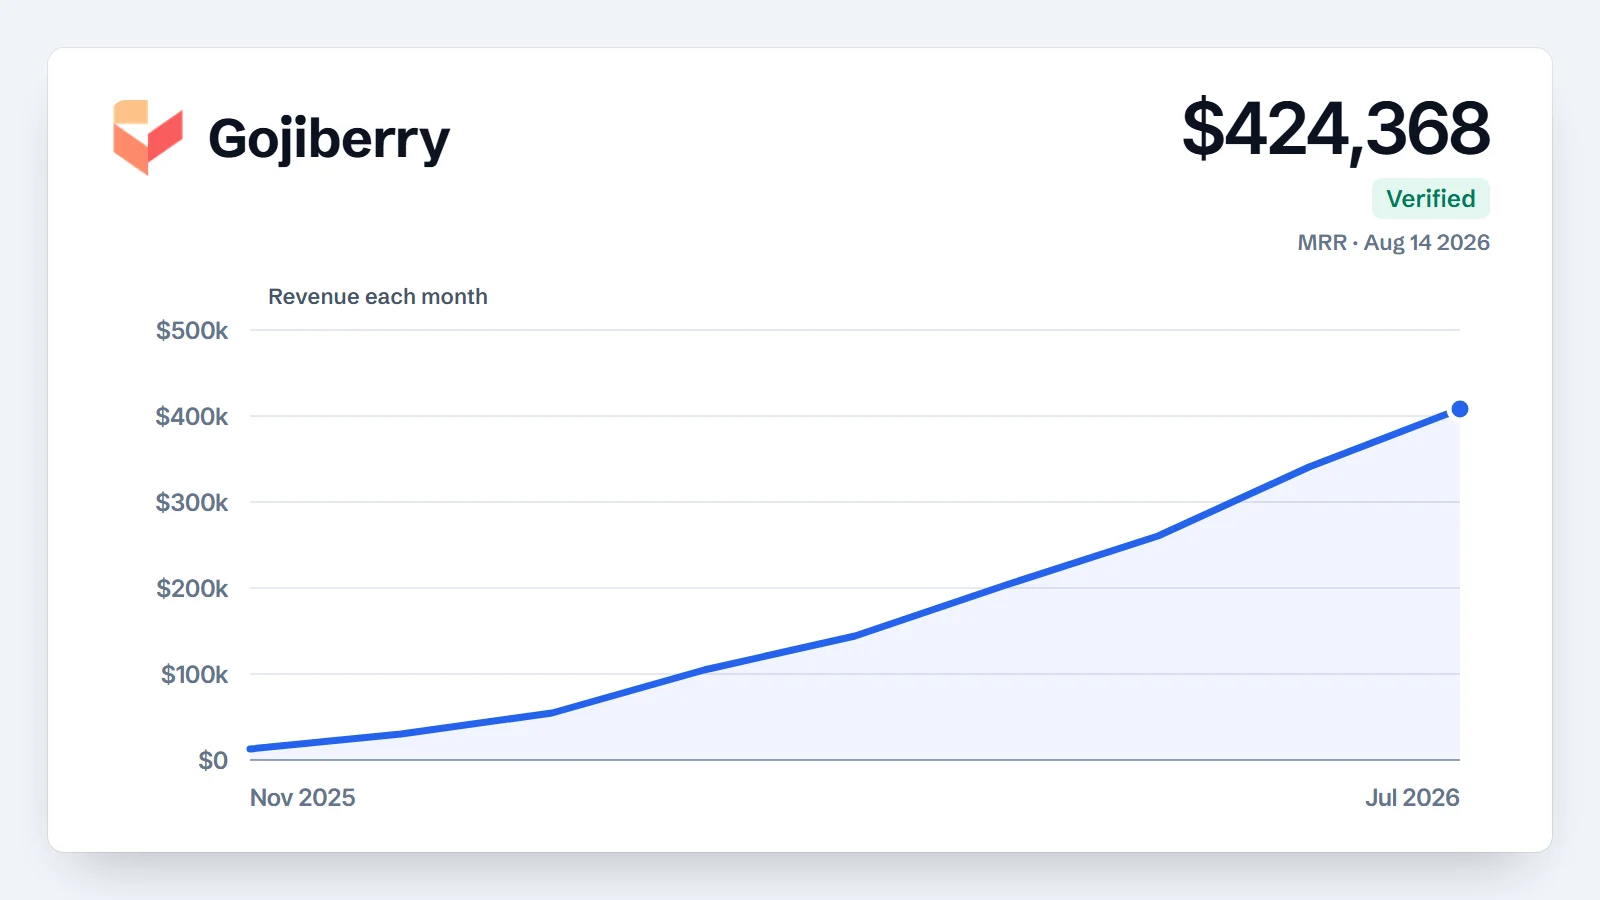 Gojiberry
$424,368
Verified
MRR · Aug 14 2026
Revenue each month
$500k
$400k
$300k
$200k
$100k
$0
Nov 2025
Jul 2026